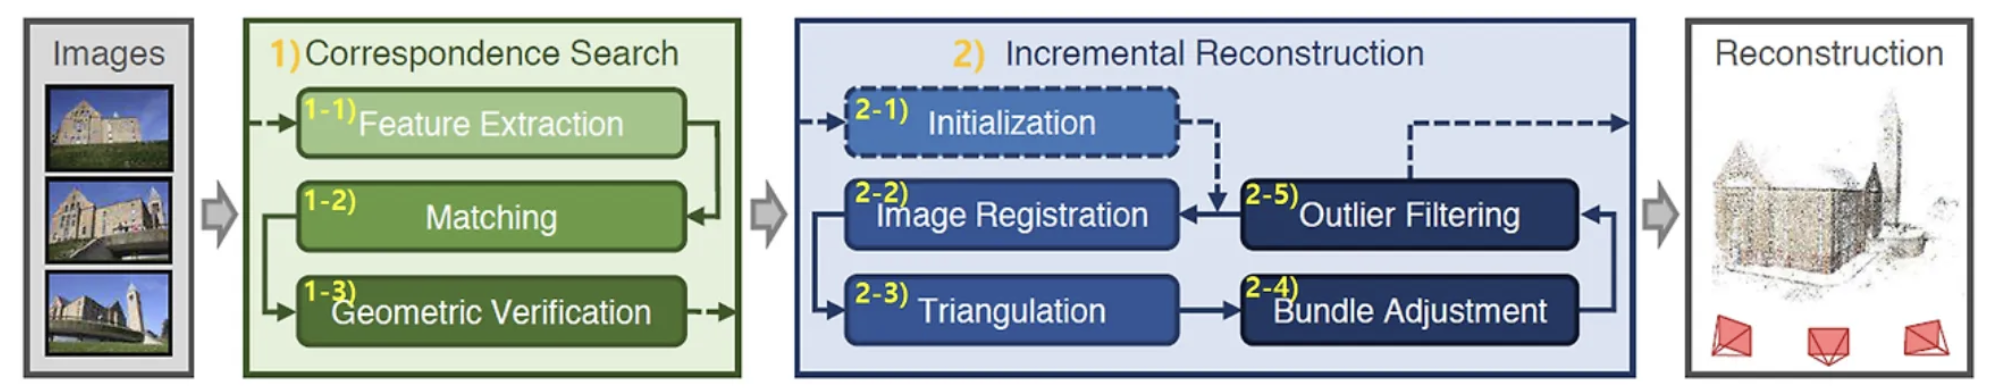 Images
1) Correspondence Search
1-1) Feature Extraction
1-2) Matching
1-3) Geometric Verification
2) Incremental Reconstruction
2-1) Initialization
2-2) Image Registration
2-3) Triangulation
2-5) Outlier Filtering
2-4) Bundle Adjustment
Reconstruction